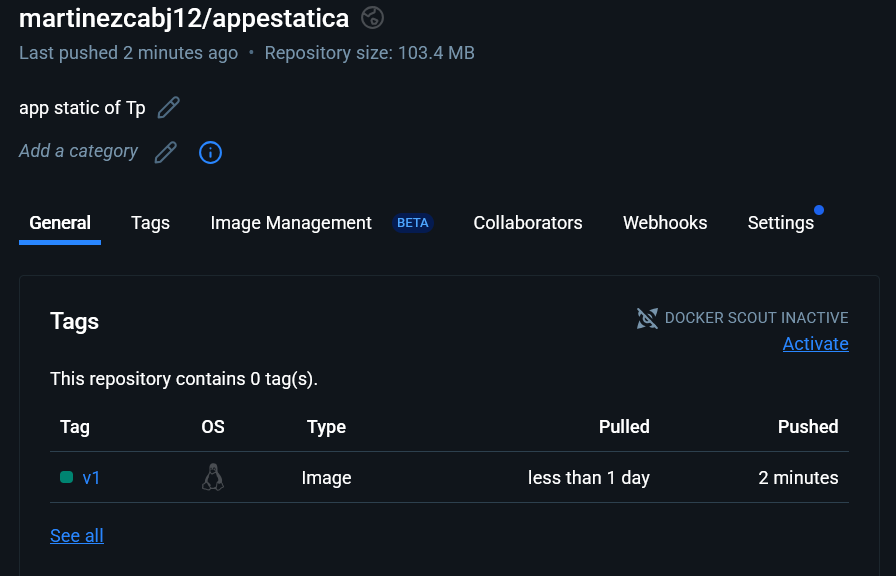 martinezcabj12/appestatica
Last pushed 2 minutes ago • Repository size: 103.4 MB
app static of Tp
Add a category
General Tags Image Management BETA Collaborators Webhooks Settings
Tags
DOCKER SCOUT INACTIVE
Activate
This repository contains 0 tag(s).
Tag OS Type Pulled Pushed
v1 Image less than 1 day 2 minutes
See all